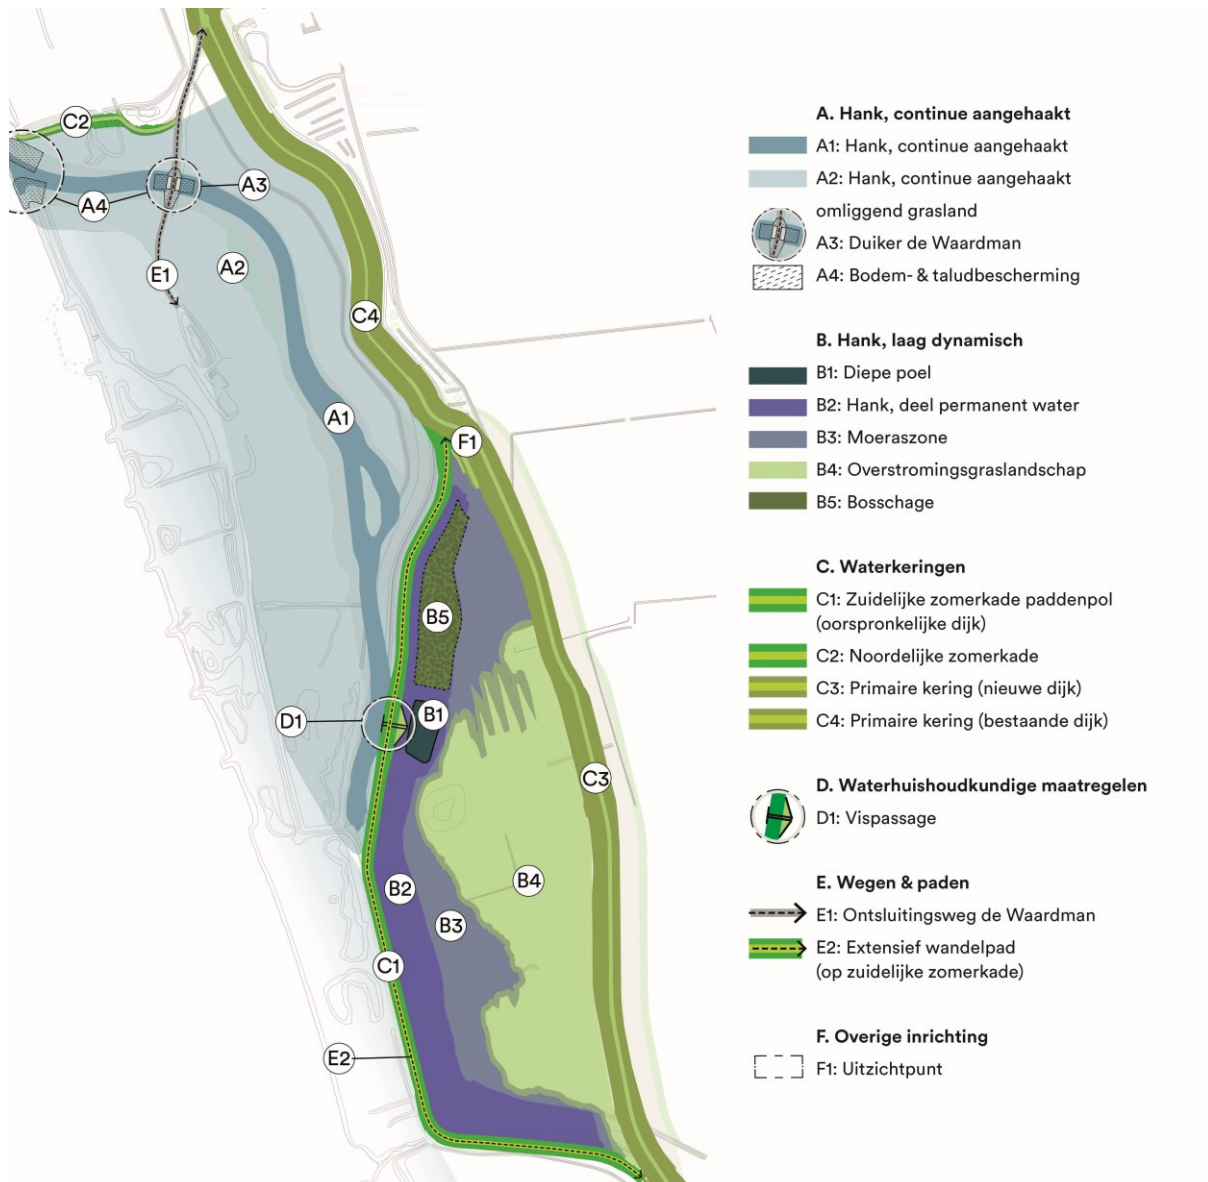 C2
A3
A4
E1
A2
C4
A1
F1
B5
D1
B1
C3
B2
B4
B3
C1
E2
A. Hank, continue aangehaakt
A1: Hank, continue aangehaakt
A2: Hank, continue aangehaakt
omliggend grasland
A3: Duiker de Waardman
A4: Bodem- & taludbescherming
B. Hank, laag dynamisch
B1: Diepe poel
B2: Hank, deel permanent water
B3: Moeraszone
B4: Overstromingsgraslandschap
B5: Bosschage
C. Waterkeringen
C1: Zuidelijke zomerkade paddenpol
(oorspronkelijke dijk)
C2: Noordelijke zomerkade
C3: Primaire kering (nieuwe dijk)
C4: Primaire kering (bestaande dijk)
D. Waterhuishoudkundige maatregelen
D1: Vispassage
E. Wegen & paden
E1: Ontsluitingsweg de Waardman
E2: Extensief wandelpad
(op zuidelijke zomerkade)
F. Overige inrichting
F1: Uitzichtpunt